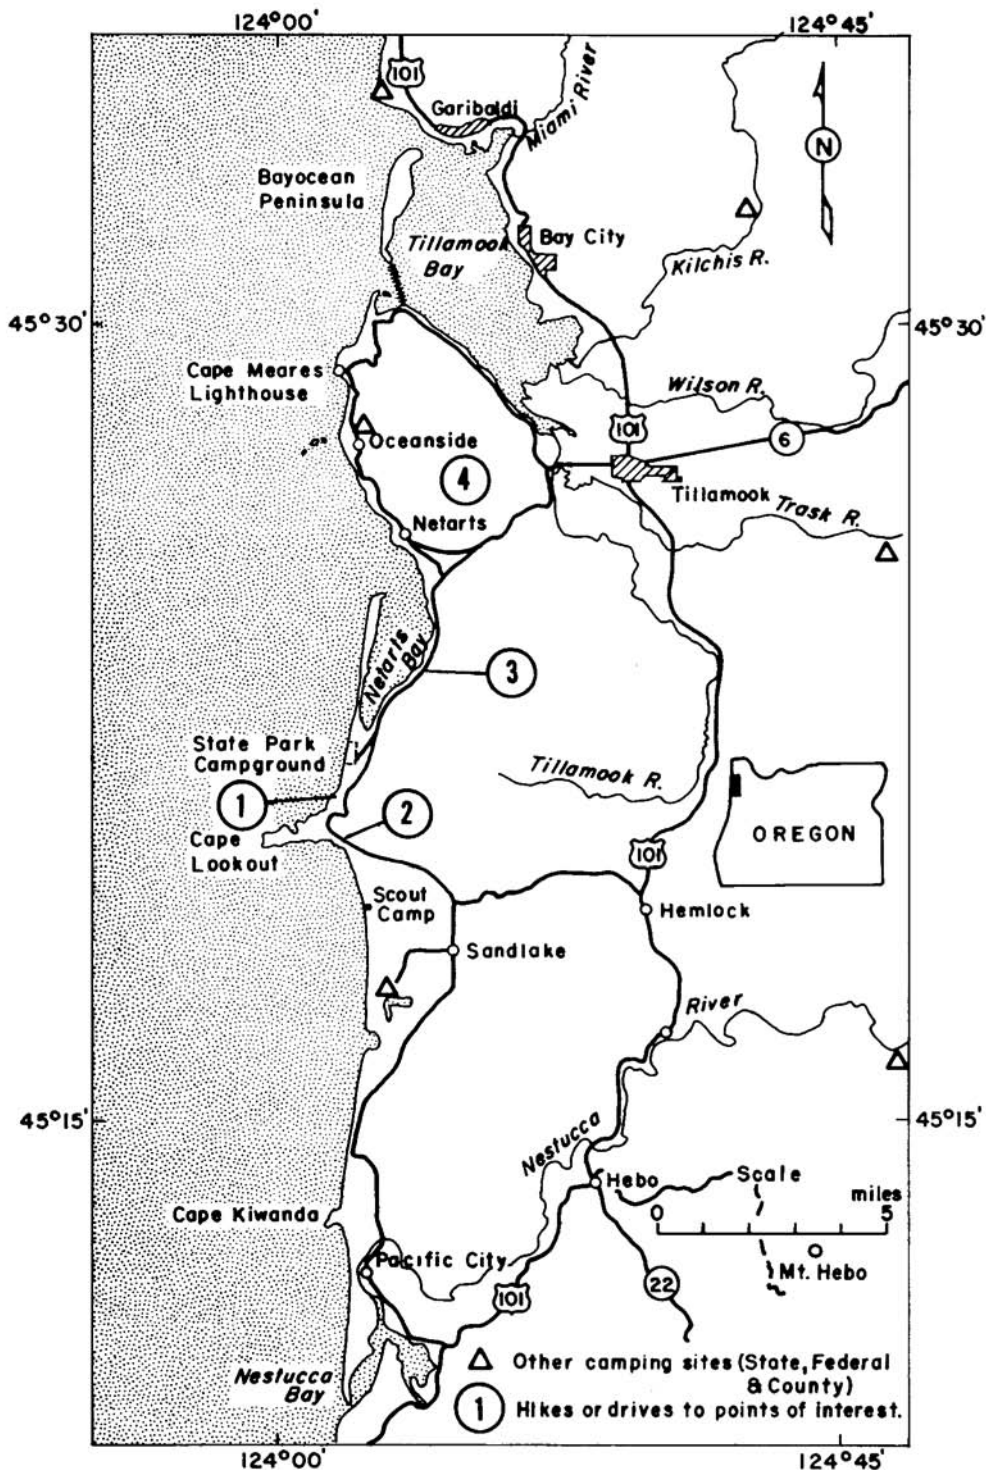 124°00'
124°45'
101
Garibaldi
Miami River
N
Bayocean
Peninsula
Tillamook
Bay
Bay City
Kilchis R.
45°30'
45°30'
Cape Meares
Lighthouse
Wilson R.
101
6
Oceanside
4
Tillamook
Trask R.
Netarts
Netarts
Bay
3
State Park
Campground
Tillamook R.
1
2
OREGON
Cape
Lookout
101
Scout
Camp
Hemlock
Sandlake
River
45°15'
45°15'
Nestucca
Hebo
Scale
miles
0
5
Cape Kiwanda
Pacific City
Mt. Hebo
22
101
Other camping sites (State, Federal
& County)
Nestucca
Bay
1
Hikes or drives to points of interest.
124°00'
124°45'